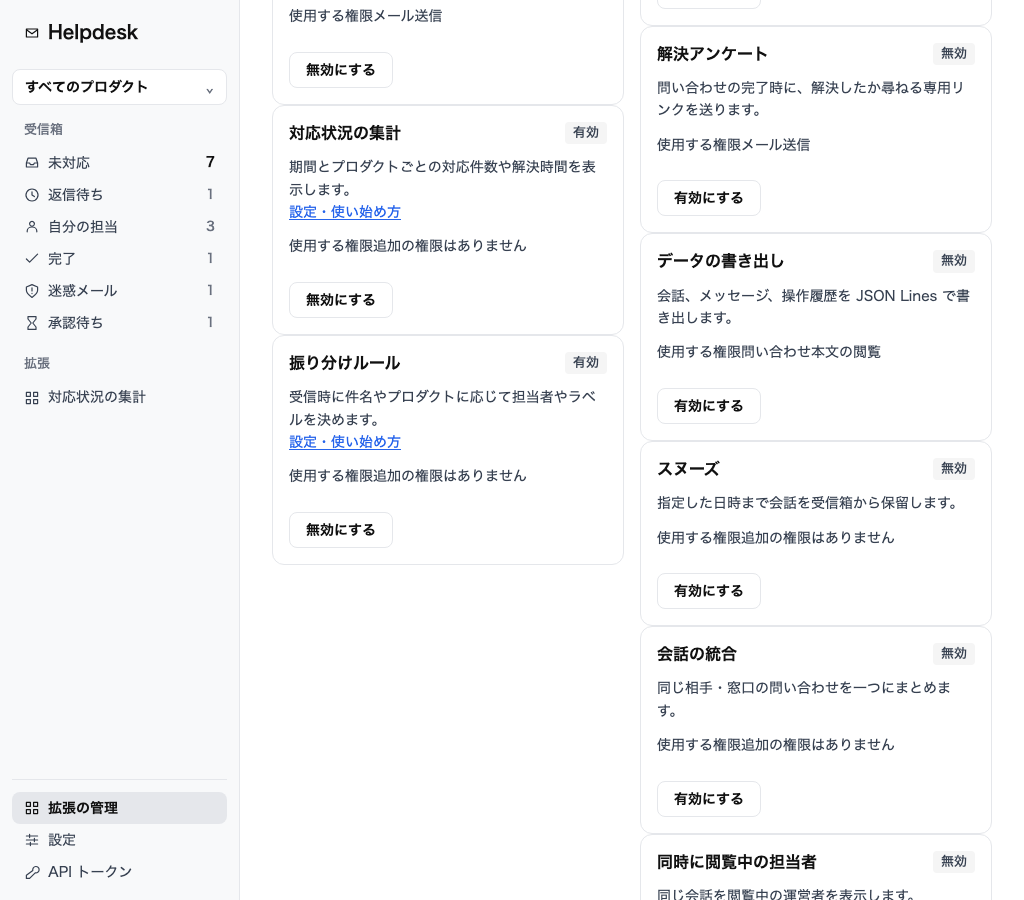 Helpdesk
すべてのプロダクト
受信箱
未対応 7
返信待ち 1
自分の担当 3
完了 1
迷惑メール 1
承認待ち 1
拡張
対応状況の集計
拡張の管理
設定
API トークン
使用する権限メール送信
無効にする
対応状況の集計 有効
期間とプロダクトごとの対応件数や解決時間を表
示します。
設定・使い始め方
使用する権限追加の権限はありません
無効にする
振り分けルール 有効
受信時に件名やプロダクトに応じて担当者やラベ
ルを決めます。
設定・使い始め方
使用する権限追加の権限はありません
無効にする
解決アンケート 無効
問い合わせの完了時に、解決したか尋ねる専用リ
ンクを送ります。
使用する権限メール送信
有効にする
データの書き出し 無効
会話、メッセージ、操作履歴を JSON Lines で書
き出します。
使用する権限問い合わせ本文の閲覧
有効にする
スヌーズ 無効
指定した日時まで会話を受信箱から保留します。
使用する権限追加の権限はありません
有効にする
会話の統合 無効
同じ相手・窓口の問い合わせを一つにまとめま
す。
使用する権限追加の権限はありません
有効にする
同時に閲覧中の担当者 無効
同じ会話を閲覧中の運営者を表示します。